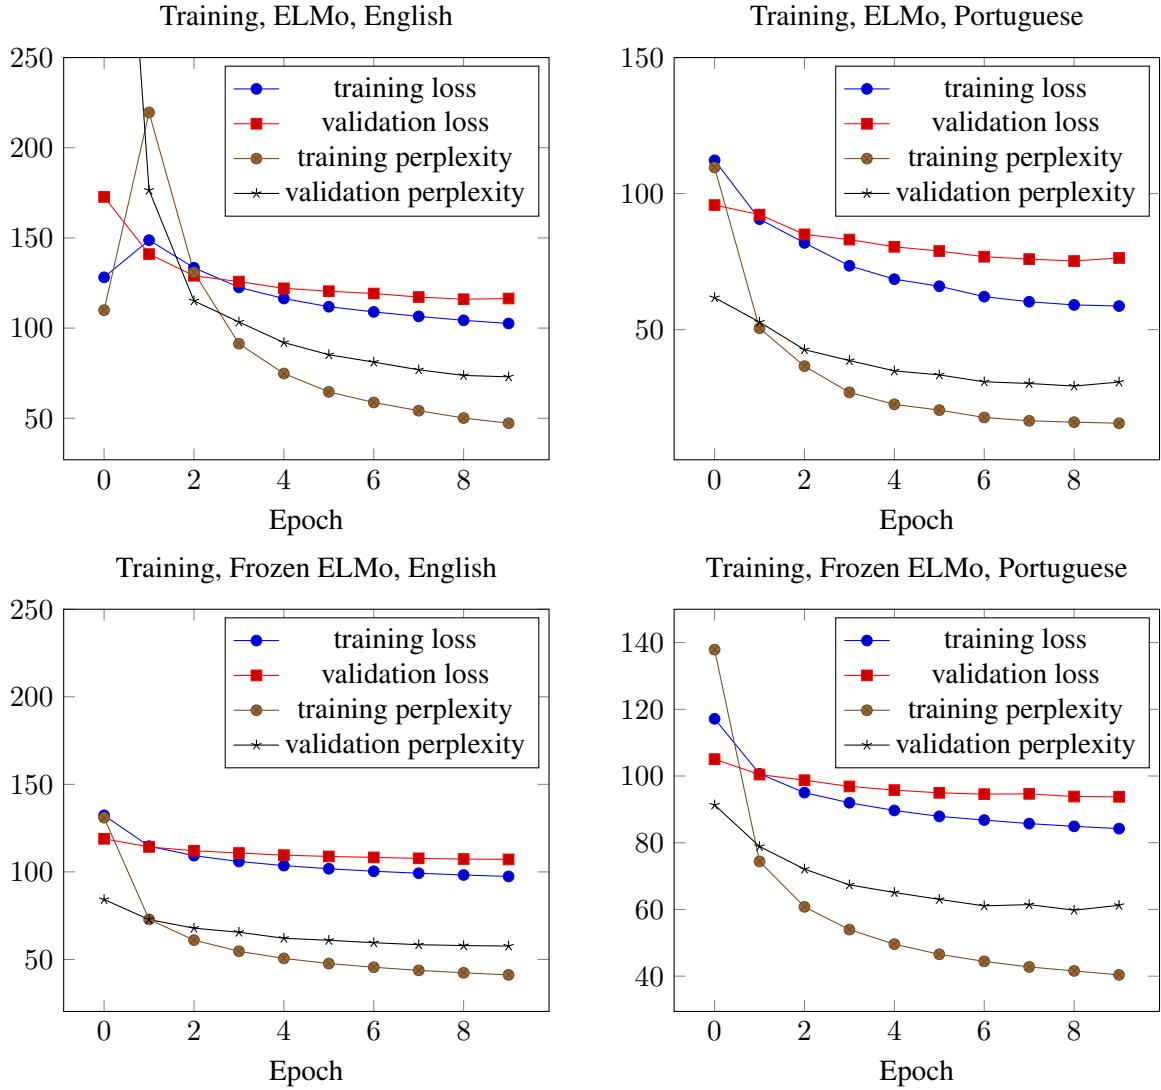 Training, ELMo, English
250
200
150
100
50
0 2 4 6 8
Epoch
training loss
validation loss
training perplexity
validation perplexity
Training, ELMo, Portuguese
150
100
50
0 2 4 6 8
Epoch
training loss
validation loss
training perplexity
validation perplexity
Training, Frozen ELMo, English
250
200
150
100
50
0 2 4 6 8
Epoch
training loss
validation loss
training perplexity
validation perplexity
Training, Frozen ELMo, Portuguese
140
120
100
80
60
40
0 2 4 6 8
Epoch
training loss
validation loss
training perplexity
validation perplexity